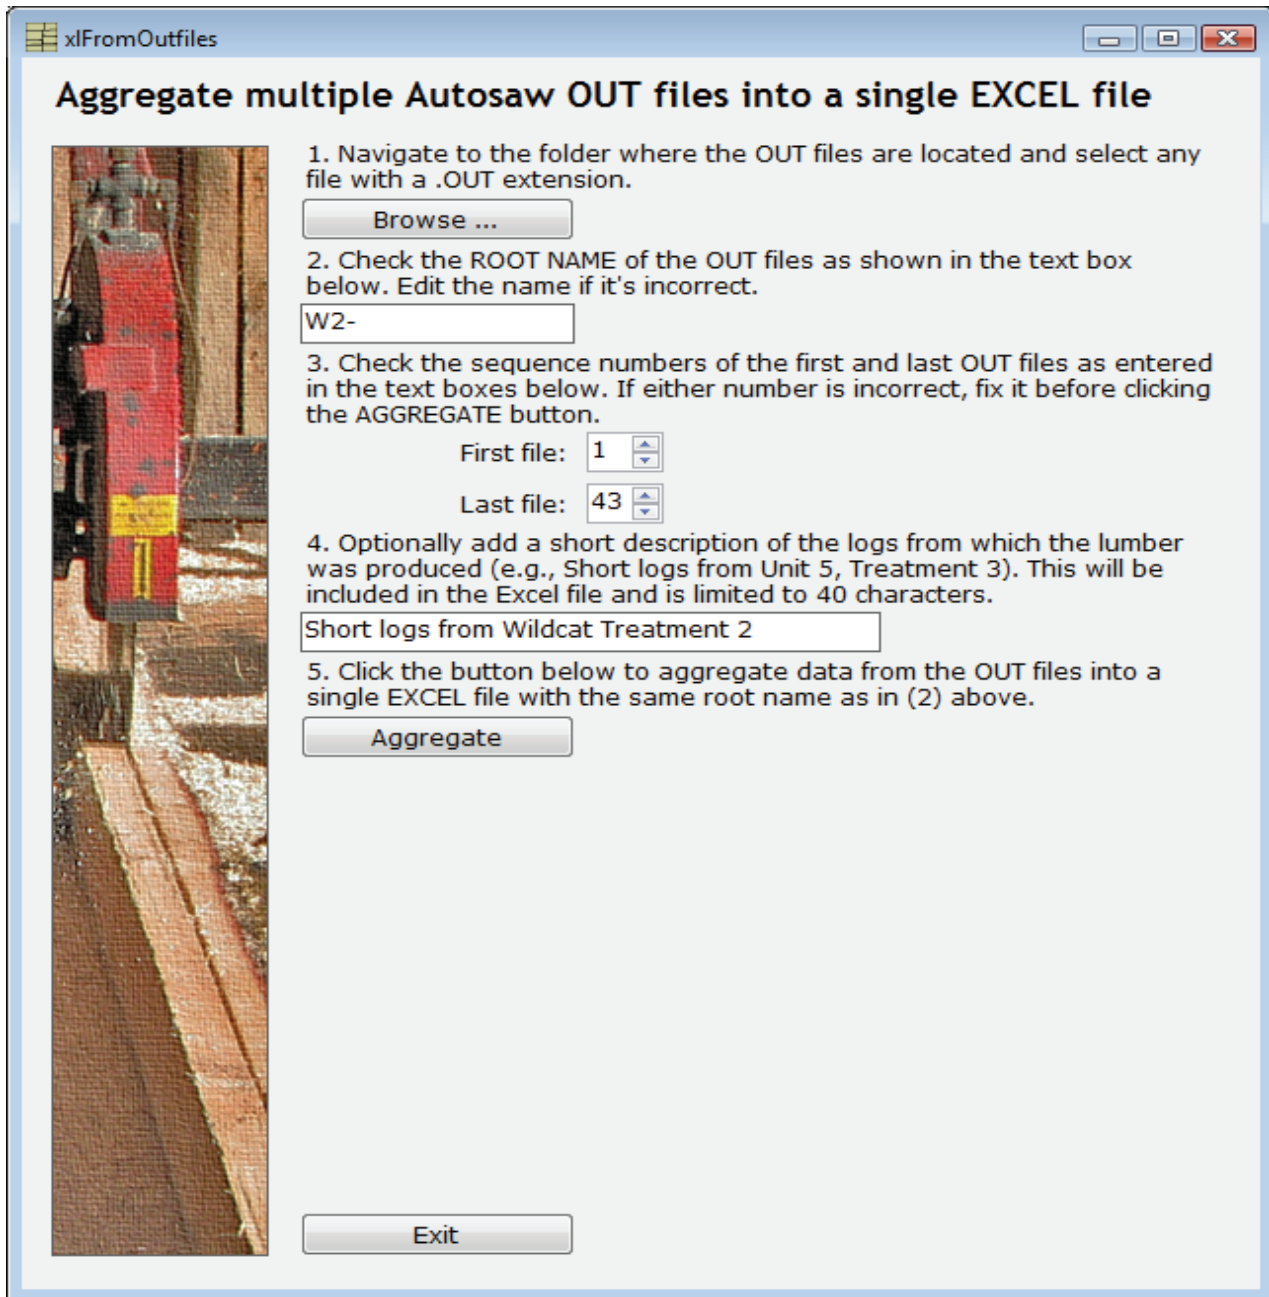 xlFromOutfiles
Aggregate multiple Autosaw OUT files into a single EXCEL file
1. Navigate to the folder where the OUT files are located and select any
file with a .OUT extension.
Browse ...
2. Check the ROOT NAME of the OUT files as shown in the text box
below. Edit the name if it's incorrect.
W2-
3. Check the sequence numbers of the first and last OUT files as entered
in the text boxes below. If either number is incorrect, fix it before clicking
the AGGREGATE button.
First file: 1
Last file: 43
4. Optionally add a short description of the logs from which the lumber
was produced (e.g., Short logs from Unit 5, Treatment 3). This will be
included in the Excel file and is limited to 40 characters.
Short logs from Wildcat Treatment 2
5. Click the button below to aggregate data from the OUT files into a
single EXCEL file with the same root name as in (2) above.
Aggregate
Exit